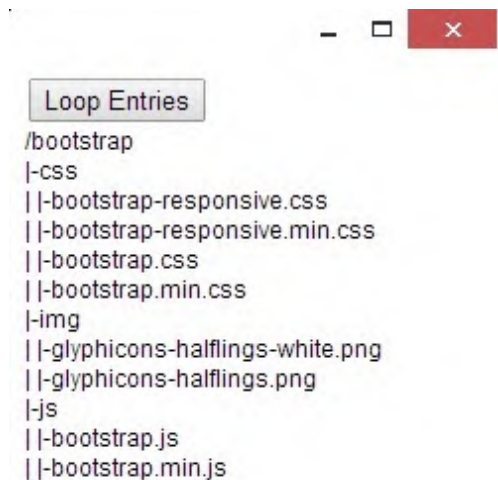 Loop Entries
/bootstrap
|-css
| |-bootstrap-responsive.css
| |-bootstrap-responsive.min.css
| |-bootstrap.css
| |-bootstrap.min.css
|-img
| |-glyphicons-halflings-white.png
| |-glyphicons-halflings.png
|-js
| |-bootstrap.js
| |-bootstrap.min.js